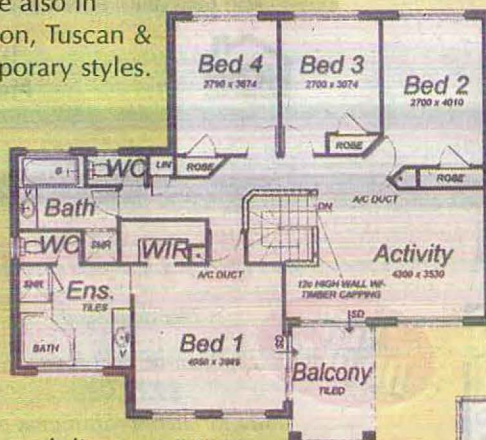 e also in
on, Tuscan &
porary styles.
Bed 4
2790 x 3674
Bed 3
2700 x 3074
Bed 2
2700 x 4010
ROBE
WC
LIN
ROBE
ROBE
B
Bath
A/C DUCT
DN
WC
SHR
WIR
A/C DUCT
Activity
4300 x 3530
SHR
Ens.
TILES
12c HIGH WALL W/-
TIMBER CAPPING
BATH
V
SD
Bed 1
SD
Balcony
TILED